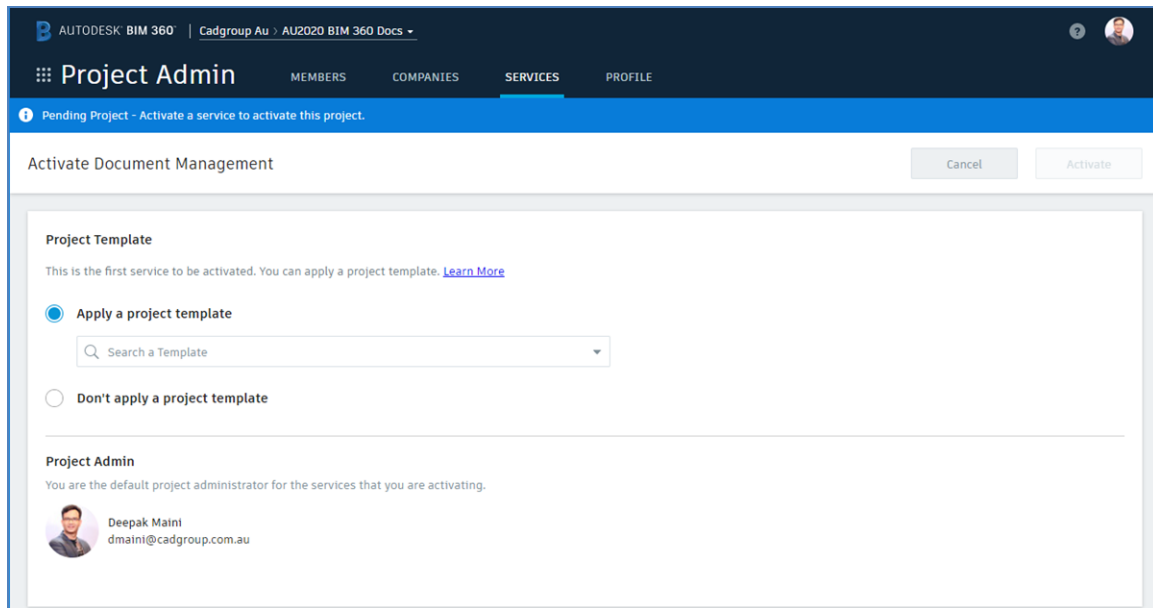 AUTODESK® BIM 360™ | Cadgroup Au > AU2020 BIM 360 Docs
Project Admin MEMBERS COMPANIES SERVICES PROFILE
Pending Project - Activate a service to activate this project.
Activate Document Management Cancel Activate
Project Template
This is the first service to be activated. You can apply a project template. Learn More
Apply a project template
Search a Template
Don't apply a project template
Project Admin
You are the default project administrator for the services that you are activating.
Deepak Maini
dmaini@cadgroup.com.au